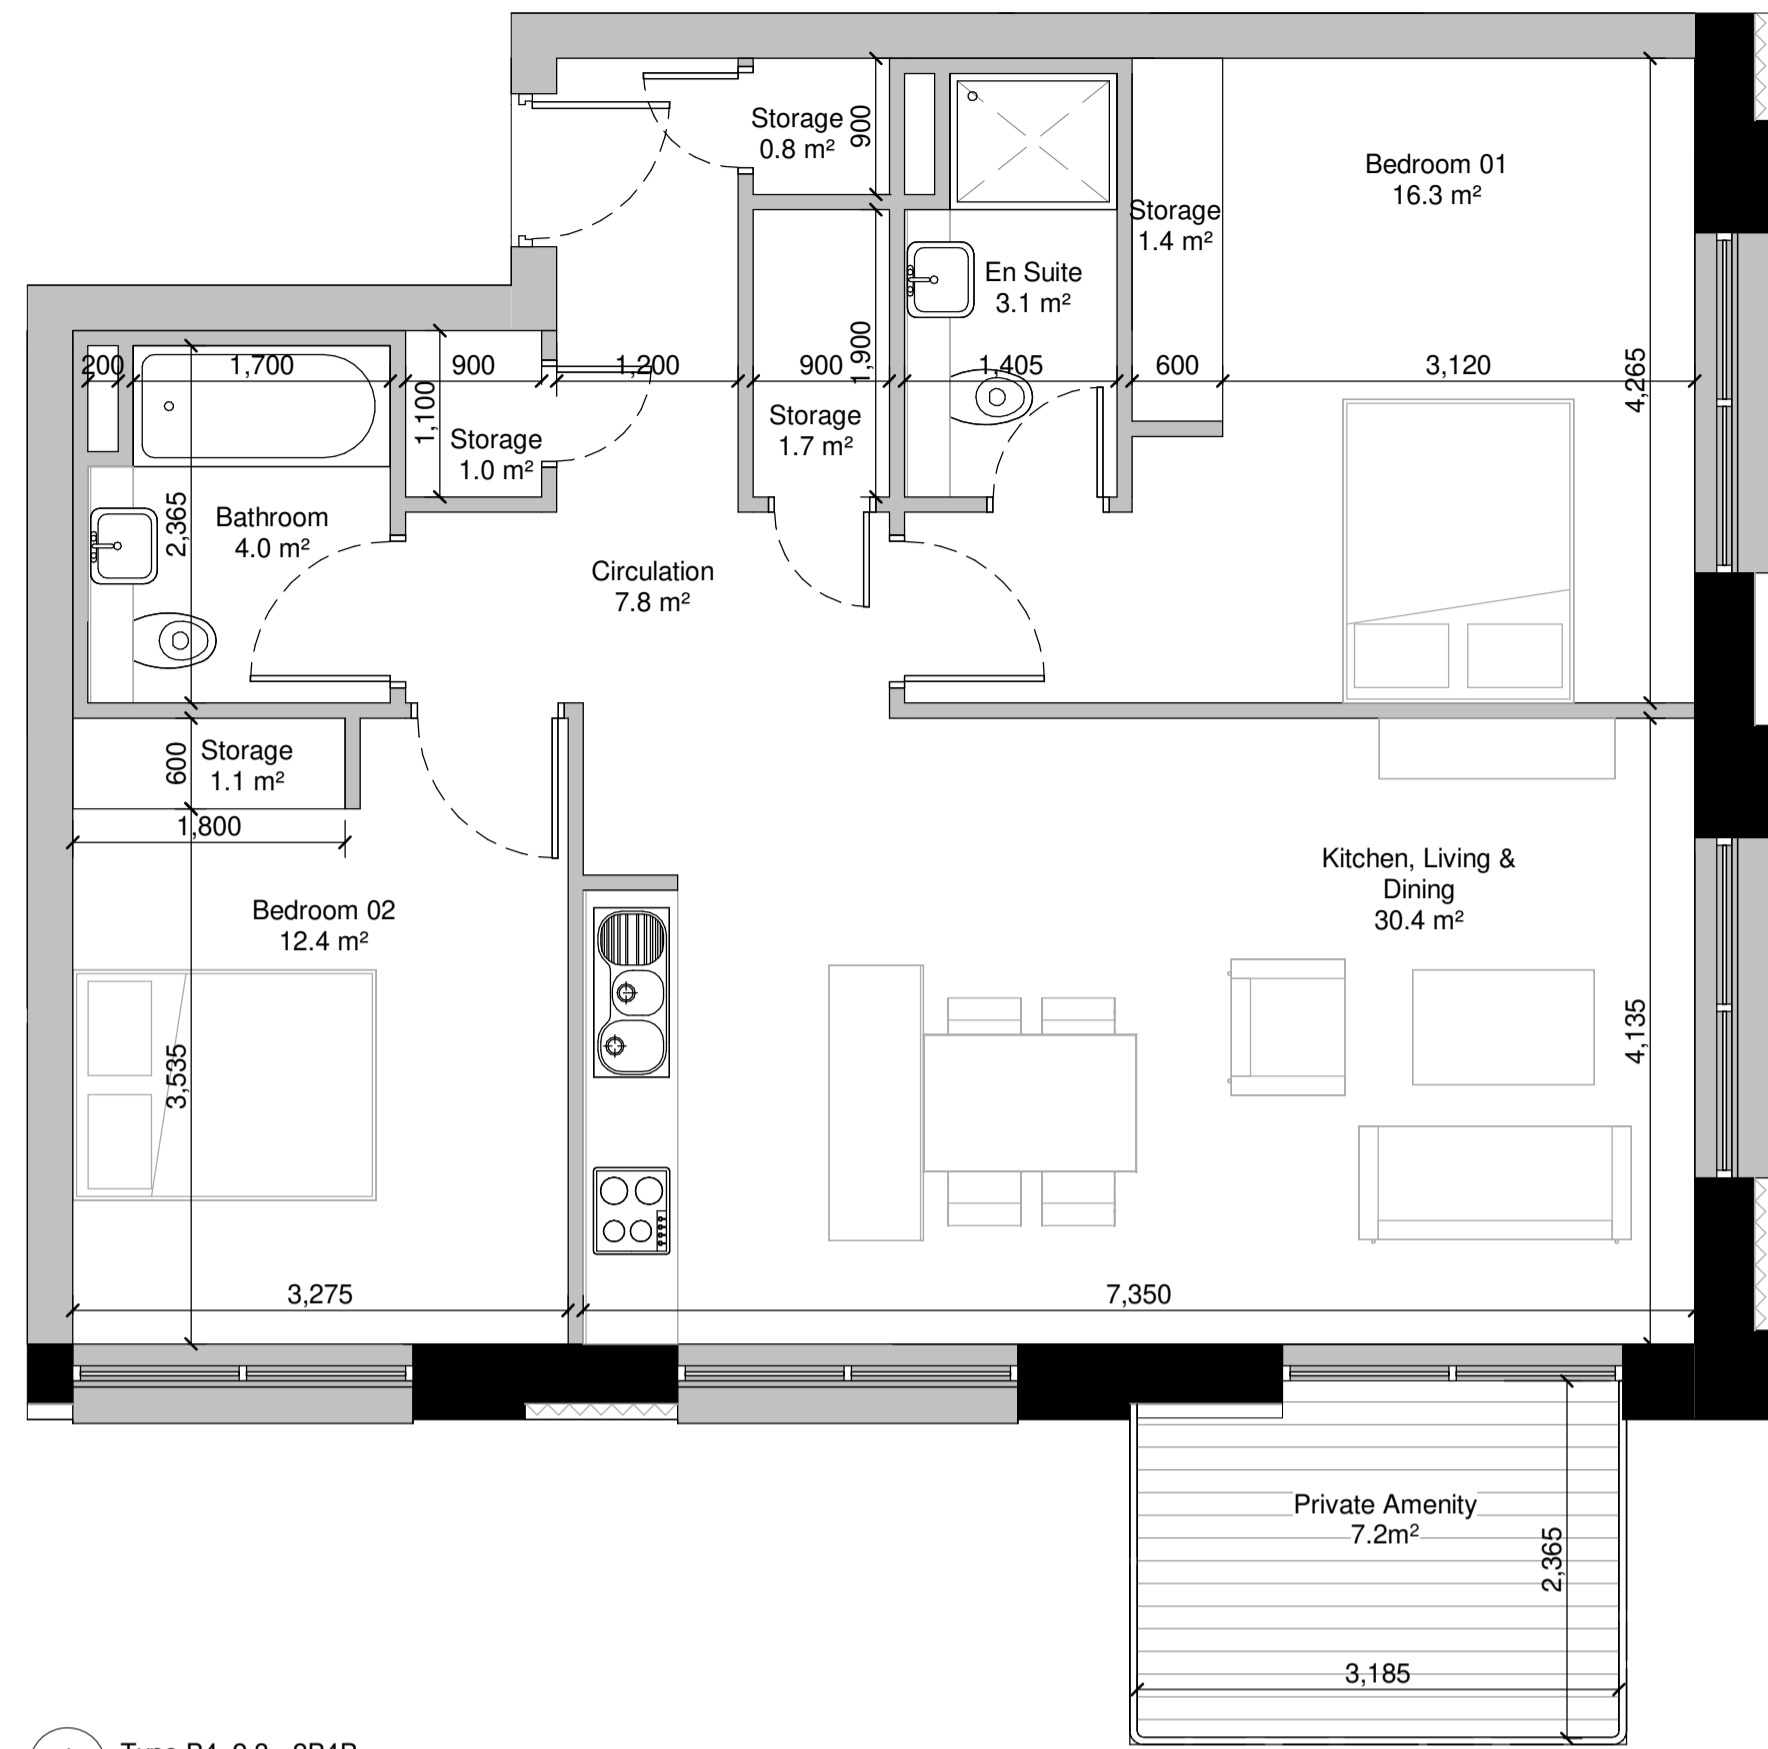 Storage
0.8 m²
900
Bedroom 01
16.3 m²
Storage
1.4 m²
En Suite
3.1 m²
200
1,700
900
1,200
900
1,900
1,405
600
3,120
4,265
1,100
Storage
1.0 m²
Storage
1.7 m²
2,365
Bathroom
4.0 m²
Circulation
7.8 m²
600
Storage
1.1 m²
1,800
Kitchen, Living &
Dining
30.4 m²
Bedroom 02
12.4 m²
3,535
4,135
3,275
7,350
Private Amenity
7.2m²
2,365
3,185